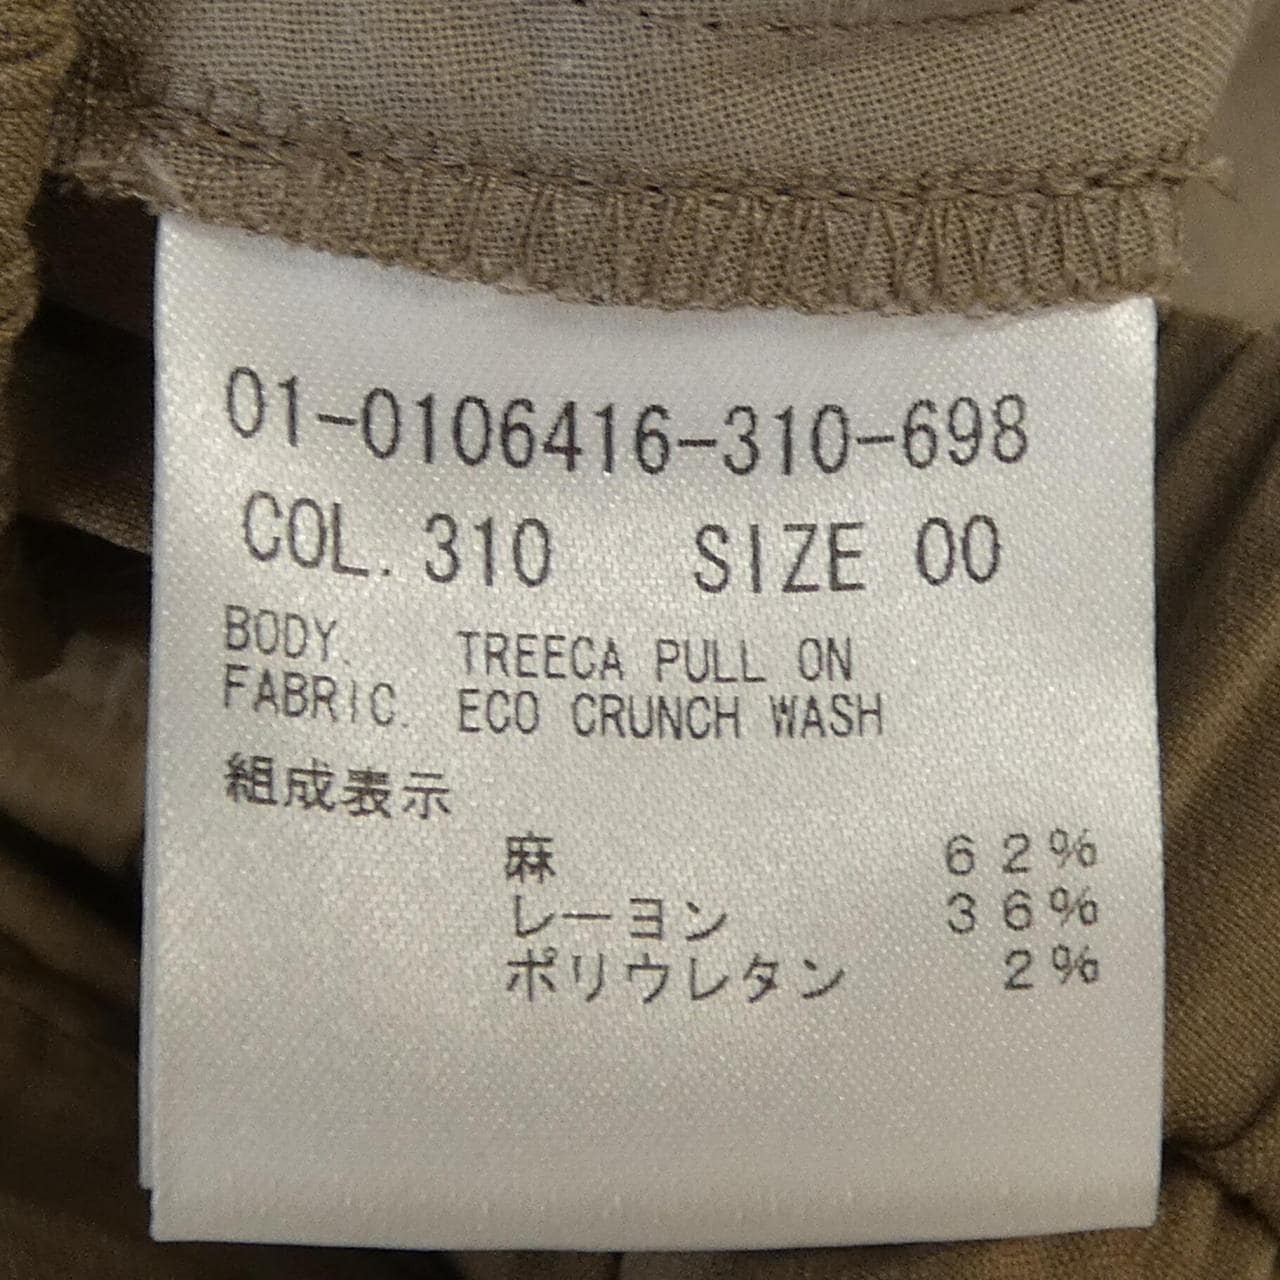 01-0106416-310-698
COL. 310 SIZE 00
BODY. TREECA PULL ON
FABRIC. ECO CRUNCH WASH
組成表示
麻 62%
レーヨン 36%
ポリウレタン 2%